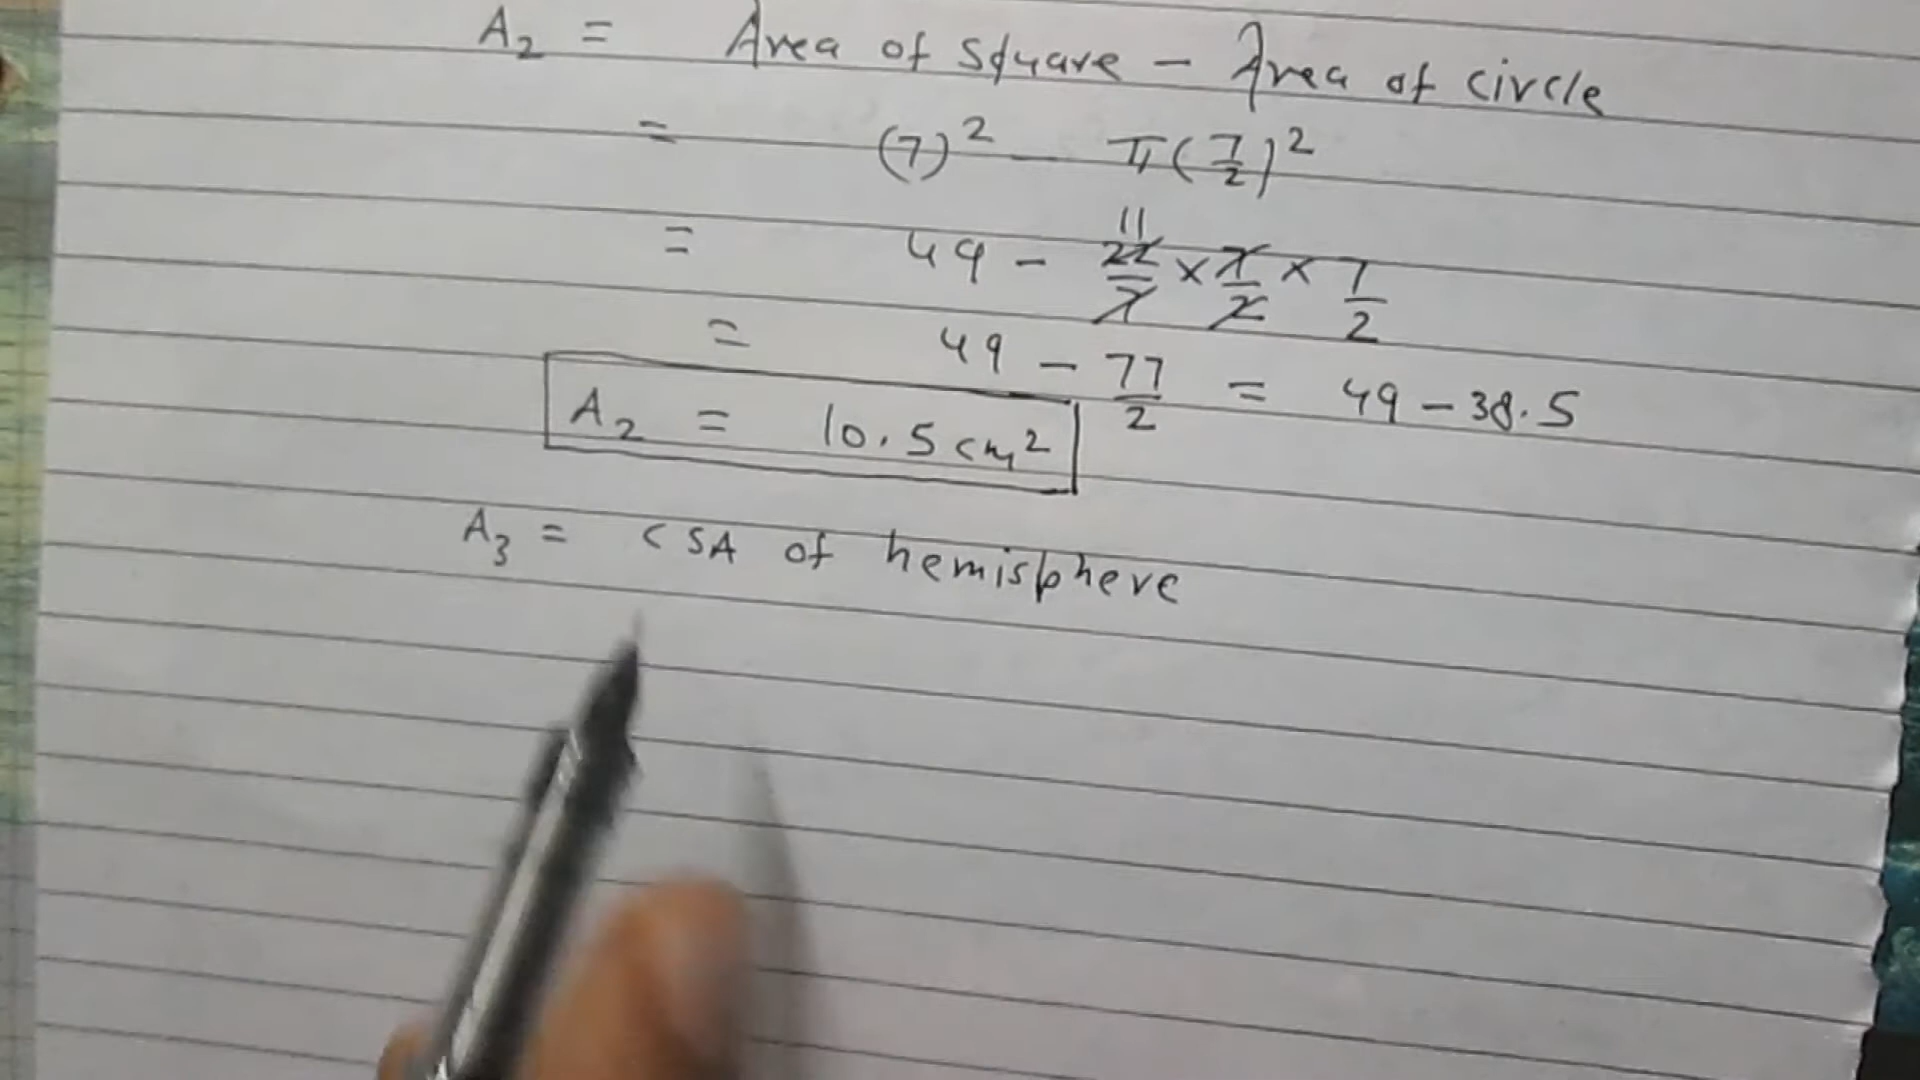 A₂ = Area of Square - Area of circle
= (7)² - π(7/2)²
= 49 - 11 22/7 × 7/2 × 7/2
= 49 - 77/2 = 49 - 38.5
A₂ = 10.5 cm²
A₃ = CSA of hemisphere